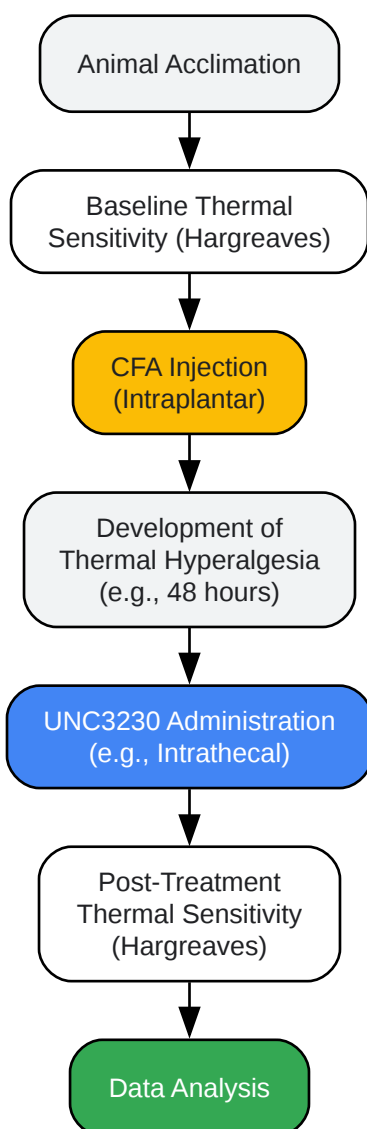 Animal Acclimation
Baseline Thermal
Sensitivity (Hargreaves)
CFA Injection
(Intraplantar)
Development of
Thermal Hyperalgesia
(e.g., 48 hours)
UNC3230 Administration
(e.g., Intrathecal)
Post-Treatment
Thermal Sensitivity
(Hargreaves)
Data Analysis